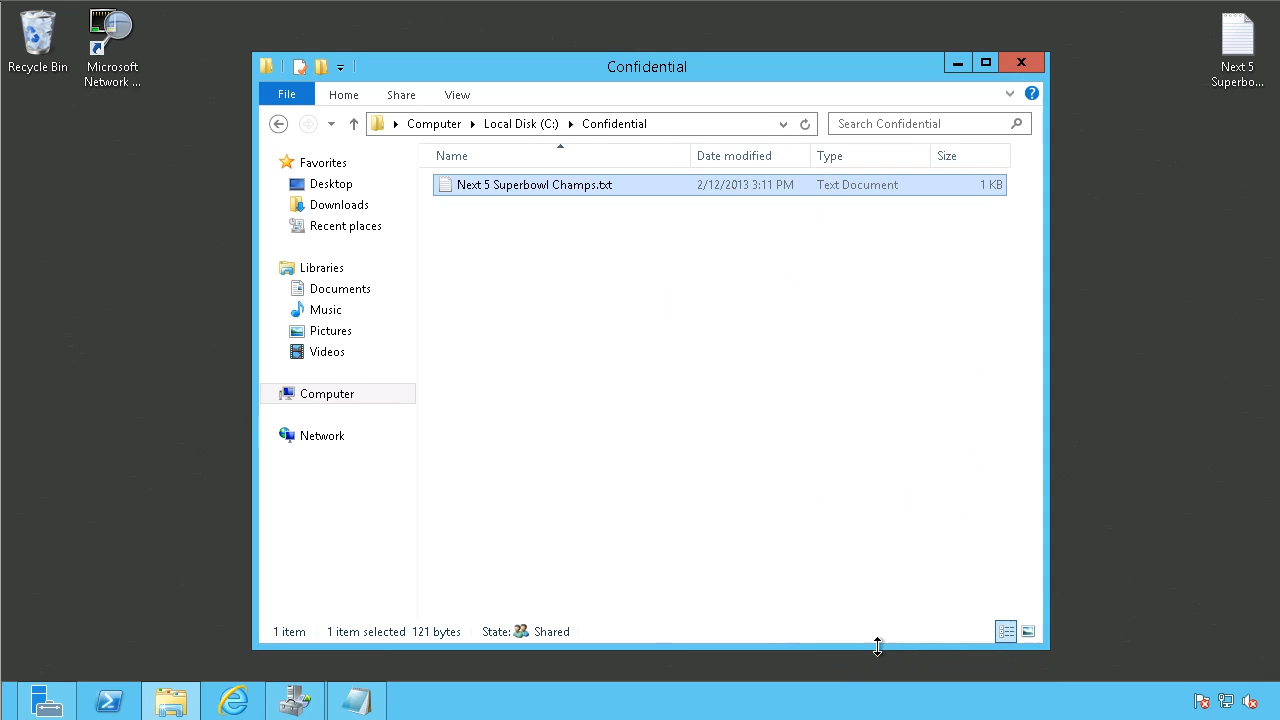 Recycle Bin
Microsoft
Network ...
Next 5
Superbo...
Confidential
File
Home
Share
View
Computer
Local Disk (C:)
Confidential
Search Confidential
Name
Date modified
Type
Size
Next 5 Superbowl Champs.txt
2/12/2013 3:11 PM
Text Document
1 KB
Favorites
Desktop
Downloads
Recent places
Libraries
Documents
Music
Pictures
Videos
Computer
Network
1 item
1 item selected 121 bytes
State: Shared